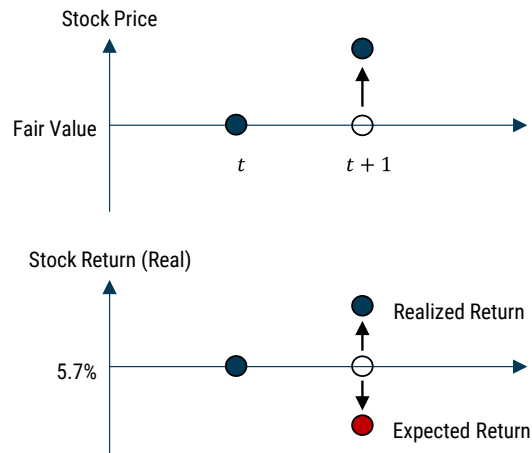 Stock Price
Fair Value
t
t + 1
Stock Return (Real)
Realized Return
5.7%
Expected Return